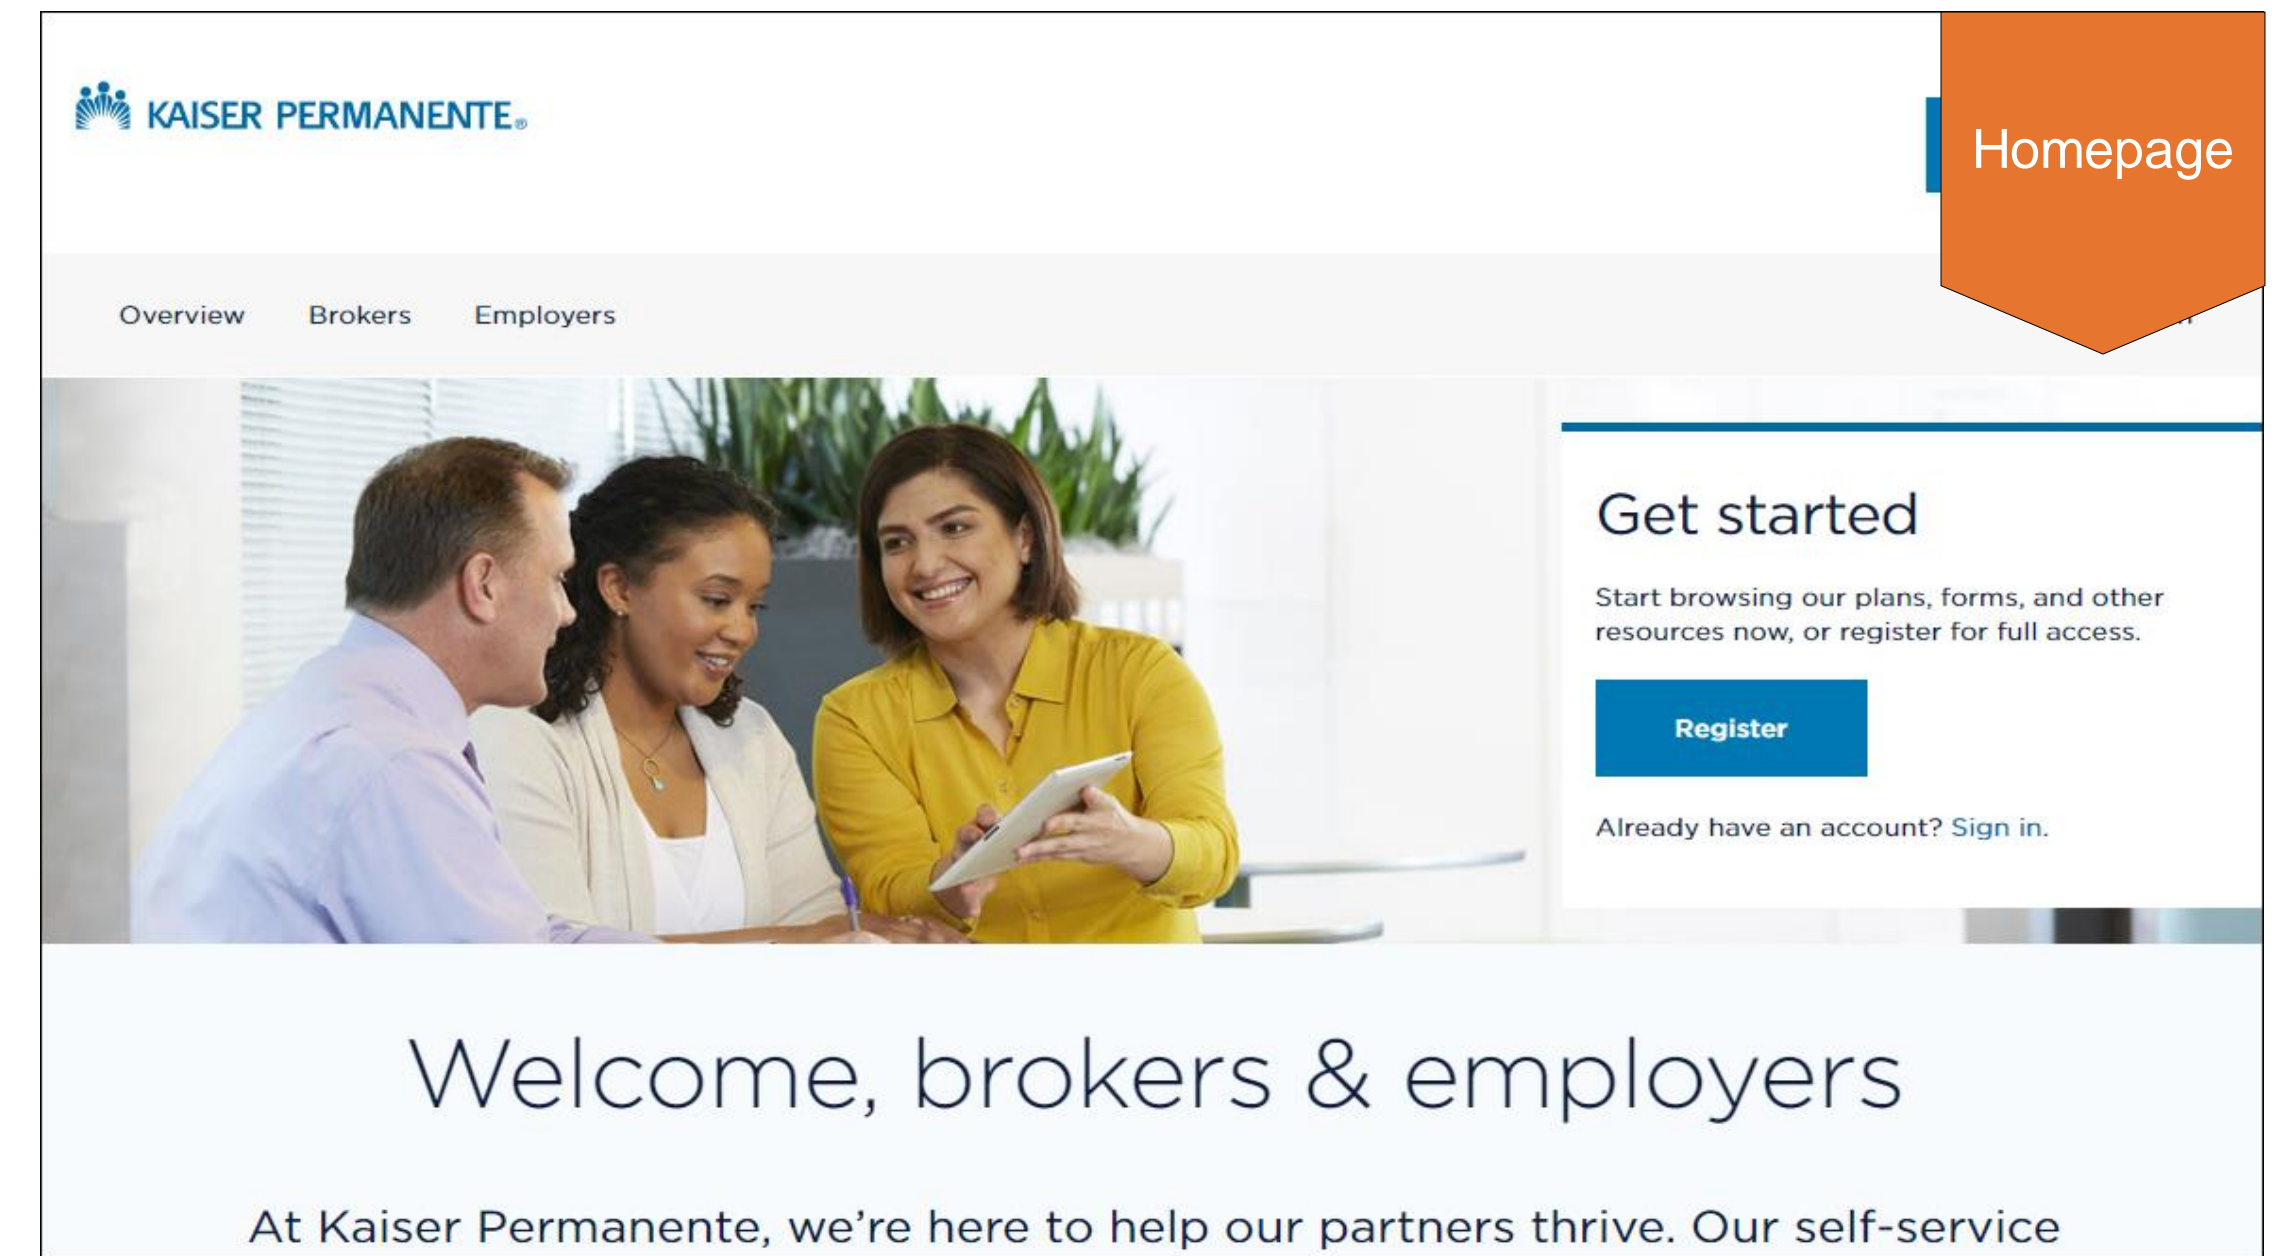 KAISER PERMANENTE®
Homepage
Overview Brokers Employers
Get started
Start browsing our plans, forms, and other
resources now, or register for full access.
Register
Already have an account? Sign in.
Welcome, brokers & employers
At Kaiser Permanente, we're here to help our partners thrive. Our self-service